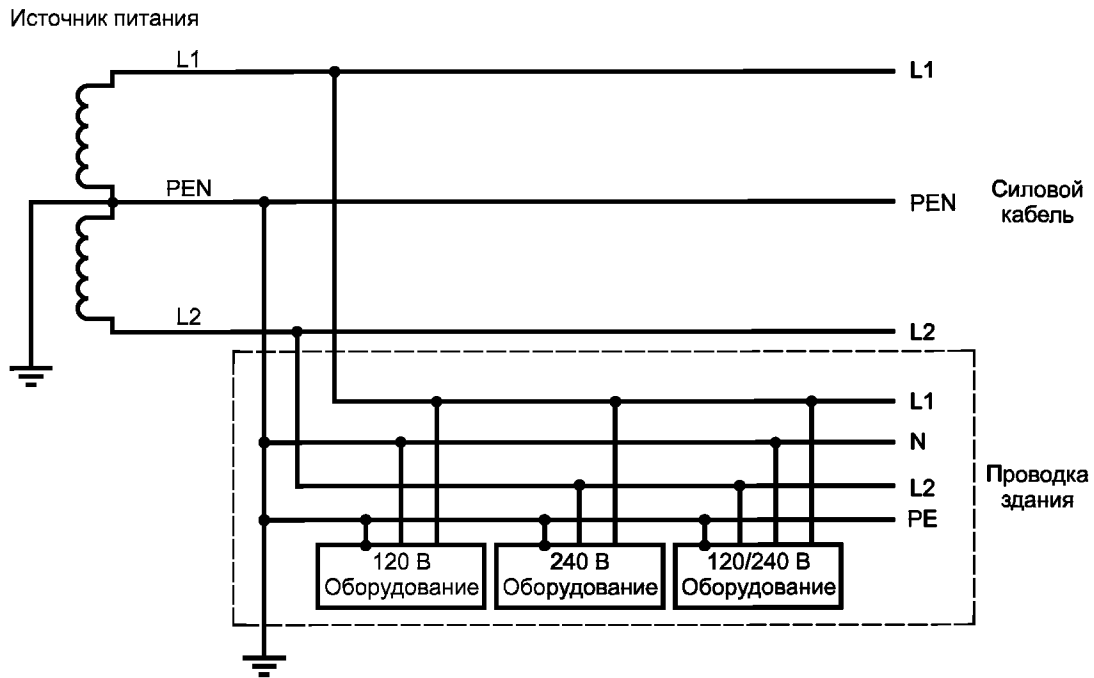 Источник питания
L1
L1
PEN
PEN
Силовой
кабель
L2
L2
L1
N
L2
Проводка
здания
PE
120 В
Оборудование
240 В
Оборудование
120/240 В
Оборудование